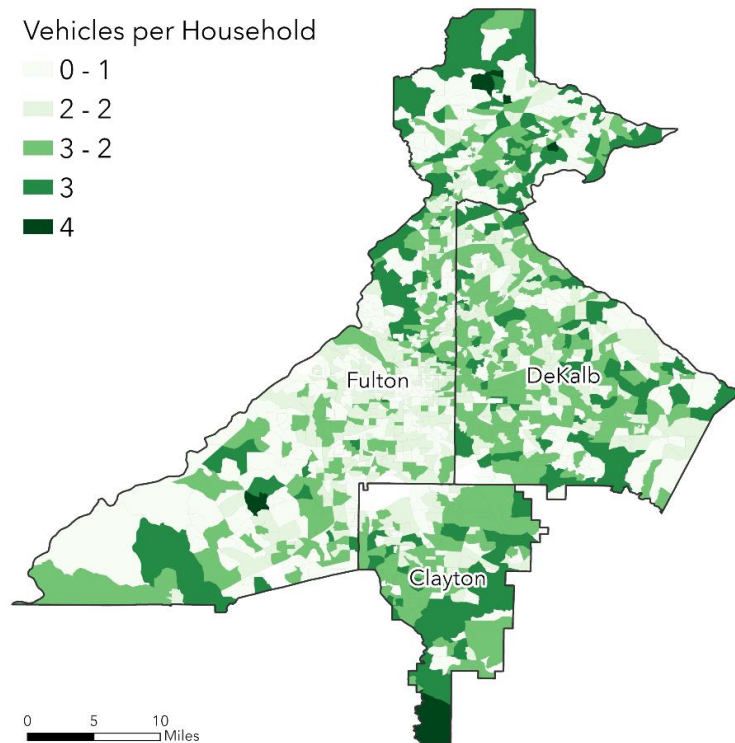 Vehicles per Household
0 - 1
2 - 2
3 - 2
3
4
Fulton
DeKalb
Clayton
0 5 10
Miles